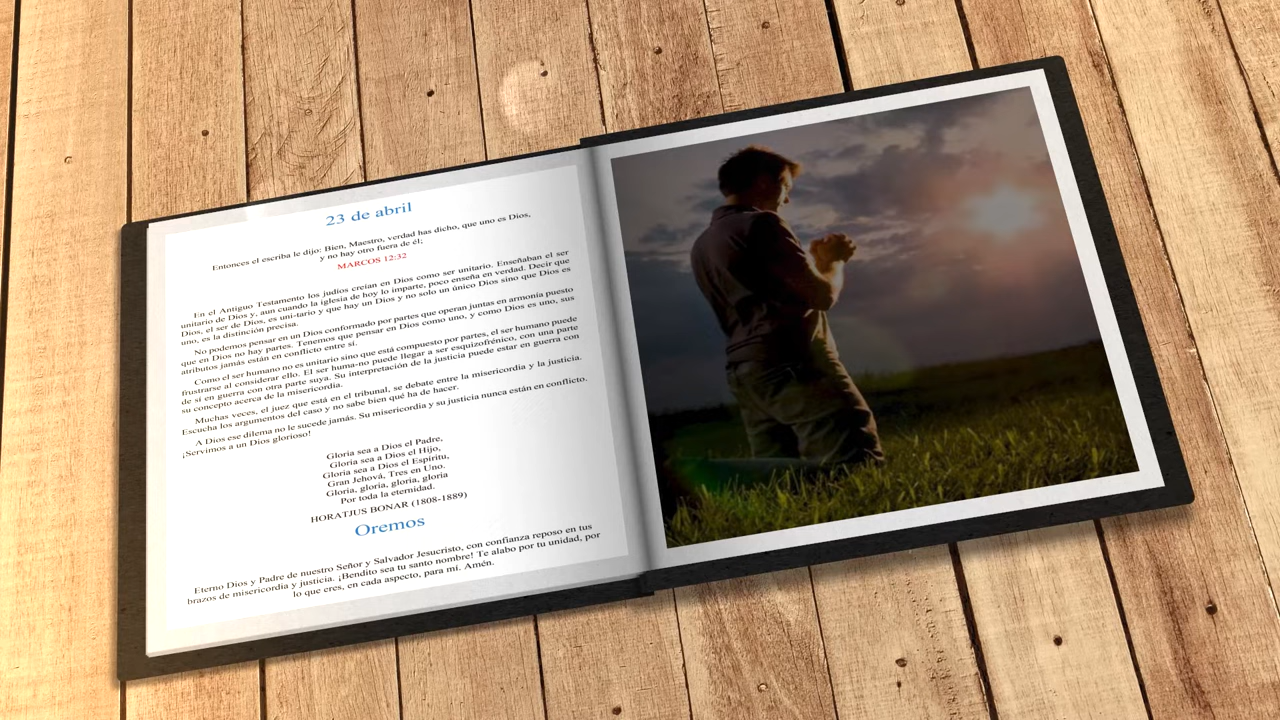 23 de abril
Entonces el escriba le dijo: Bien, Maestro, verdad has dicho, que uno es Dios,
y no hay otro fuera de él;
MARCOS 12:32
En el Antiguo Testamento los judíos creían en Dios como ser unitario. Enseñaban el ser
unitario de Dios y, aun cuando la iglesia de hoy lo imparte, poco enseña en verdad. Decir que
Dios, el ser de Dios, es uni-tario y que hay un Dios y no solo un único Dios sino que Dios es
uno, es la distinción precisa.
No podemos pensar en un Dios conformado por partes que operan juntas en armonía puesto
que en Dios no hay partes. Tenemos que pensar en Dios como uno, y como Dios es uno, sus
atributos jamás están en conflicto entre sí.
Como el ser humano no es unitario sino que está compuesto por partes, el ser humano puede
frustrarse al considerar ello. El ser huma-no puede llegar a ser esquizofrénico, con una parte
de sí en guerra con otra parte suya. Su interpretación de la justicia puede estar en guerra con
su concepto acerca de la misericordia.
Muchas veces, el juez que está en el tribunal, se debate entre la misericordia y la justicia.
Escucha los argumentos del caso y no sabe bien qué ha de hacer.
A Dios ese dilema no le sucede jamás. Su misericordia y su justicia nunca están en conflicto.
¡Servimos a un Dios glorioso!
Gloria sea a Dios el Padre,
Gloria sea a Dios el Hijo,
Gloria sea a Dios el Espíritu,
Gran Jehová, Tres en Uno.
Gloria, gloria, gloria, gloria
Por toda la eternidad.
HORATJUS BONAR (1808-1889)
Oremos
Eterno Dios y Padre de nuestro Señor y Salvador Jesucristo, con confianza reposo en tus
brazos de misericordia y justicia. ¡Bendito sea tu santo nombre! Te alabo por tu unidad, por
lo que eres, en cada aspecto, para mí. Amén.